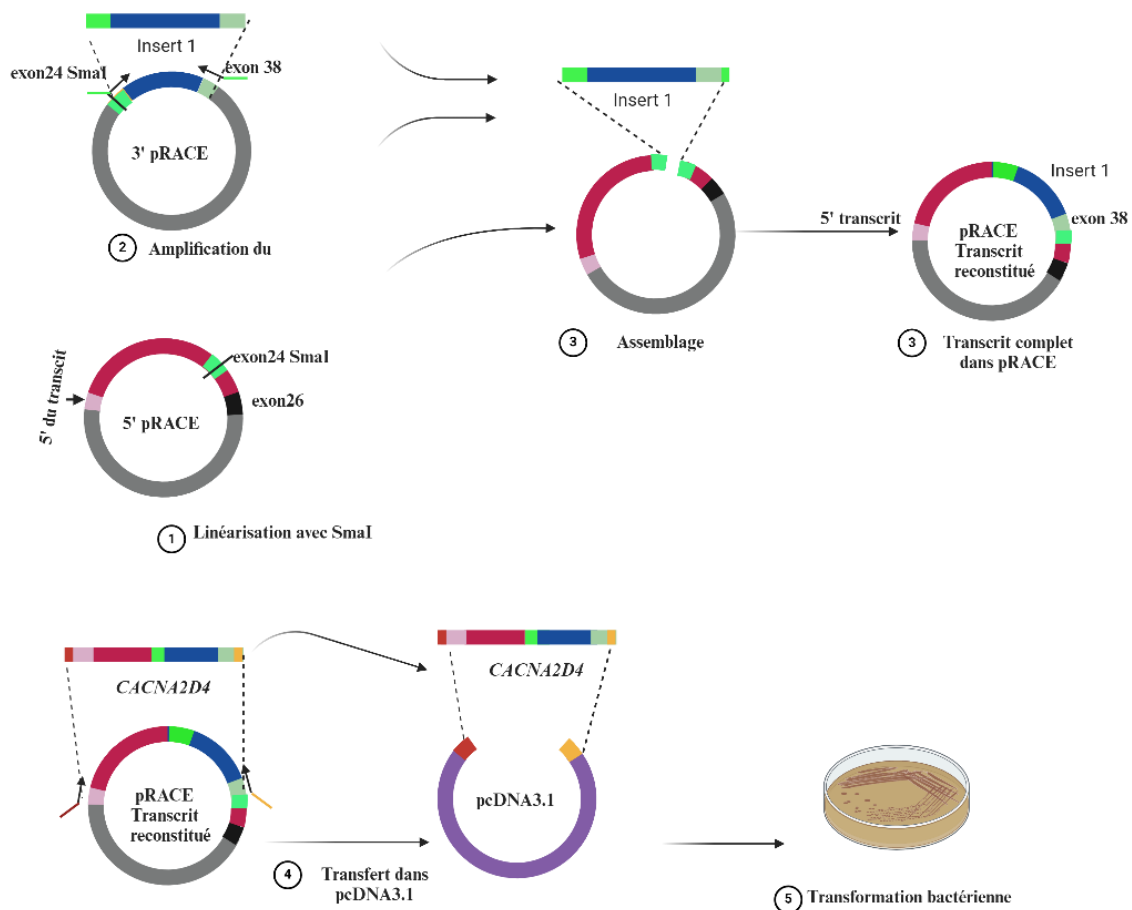 Insert 1
exon24 SmaI
exon 38
3' pRACE
2
Amplification du
Insert 1
3
Assemblage
5' transcrit
Insert 1
exon 38
pRACE
Transcrit
reconstitué
3
Transcrit complet
dans pRACE
5' du transcit
exon24 SmaI
exon26
5' pRACE
1
Linéarisation avec SmaI
CACNA2D4
pRACE
Transcrit
reconstitué
4
Transfert dans
pcDNA3.1
CACNA2D4
pcDNA3.1
5
Transformation bactérienne